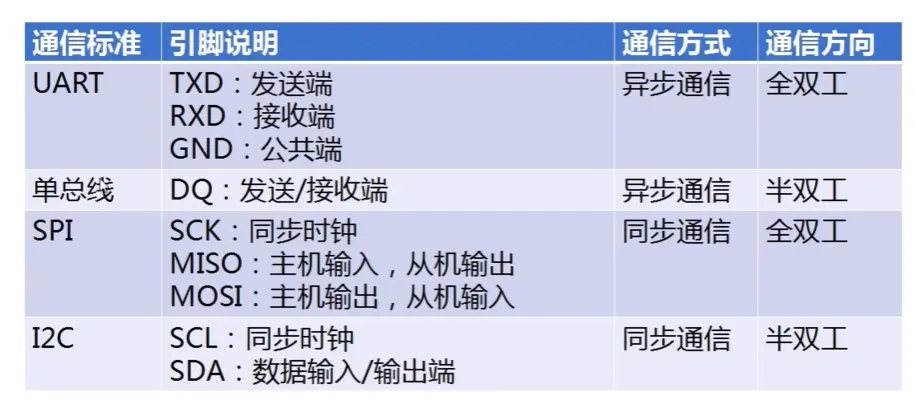 通信标准 引脚说明 通信方式 通信方向
UART TXD：发送端 异步通信 全双工
RXD：接收端
GND：公共端
单总线 DQ：发送/接收端 异步通信 半双工
SPI SCK：同步时钟 同步通信 全双工
MISO：主机输入，从机输出
MOSI：主机输出，从机输入
I2C SCL：同步时钟 同步通信 半双工
SDA：数据输入/输出端